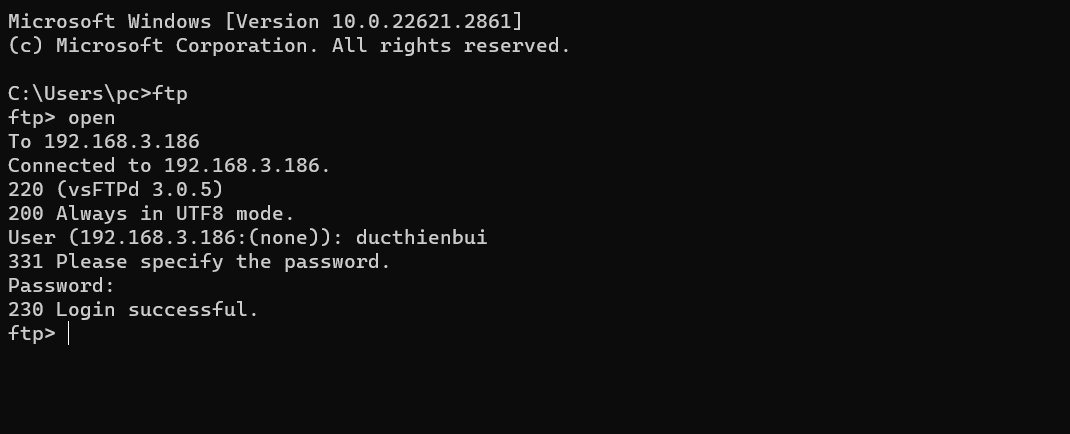 Microsoft Windows [Version 10.0.22621.2861]
(c) Microsoft Corporation. All rights reserved.
C:\Users\pc>ftp
ftp> open
To 192.168.3.186
Connected to 192.168.3.186.
220 (vsFTPd 3.0.5)
200 Always in UTF8 mode.
User (192.168.3.186:(none)): ducthienbui
331 Please specify the password.
Password:
230 Login successful.
ftp>